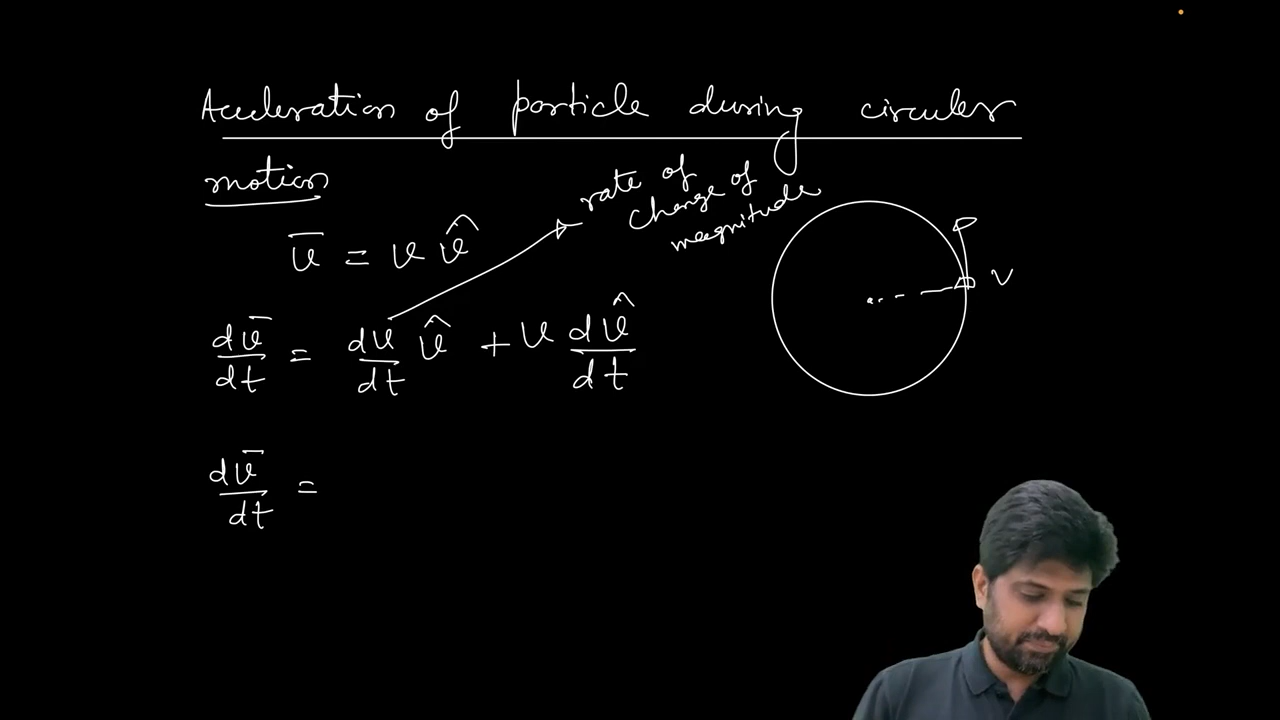 Acceleration of particle during circular
motion
v̄ = v v̂
rate of
change of
magnitude
v
dv̄/dt = dv/dt v̂ + v dv̂/dt
dv̄/dt =